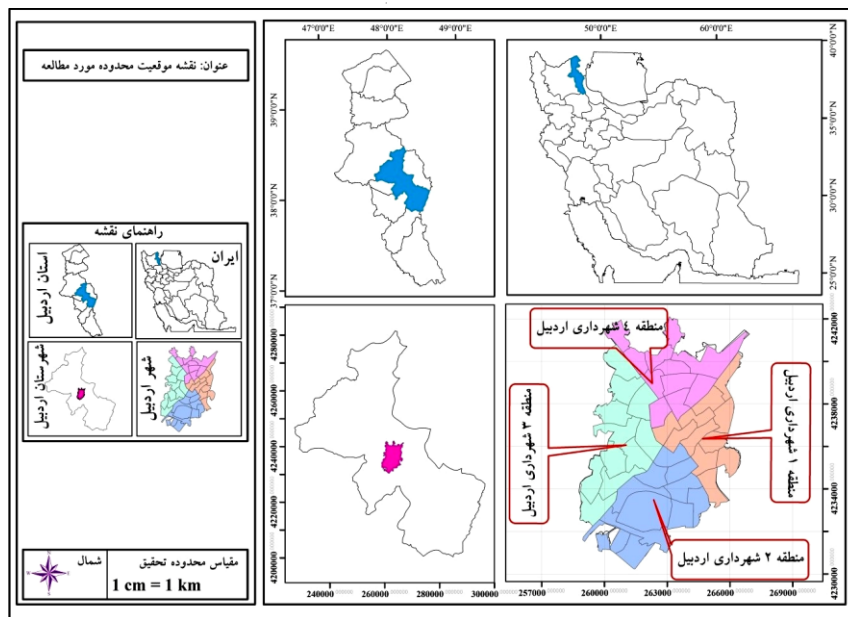 عنوان: نقشه موقعیت محدوده مورد مطالعه
راهنمای نقشه
استان اردبیل
ایران
شهرستان اردبیل
شهر اردبیل
شمال
N
مقیاس محدوده تحقیق
1 cm = 1 km
47°0'0"E 48°0'0"E 49°0'0"E
39°0'0"N
38°0'0"N
37°0'0"N
50°0'0"E 60°0'0"E
40°0'0"N
35°0'0"N
30°0'0"N
25°0'0"N
4280000
4260000
4240000
4220000
4200000
240000 260000 280000 300000
منطقه ٤ شهرداری اردبیل
منطقه ۳ شهرداری اردبیل
منطقه ۱ شهرداری اردبیل
منطقه ۲ شهرداری اردبیل
4242000
4238000
4234000
4230000
257000 260000 263000 266000 269000